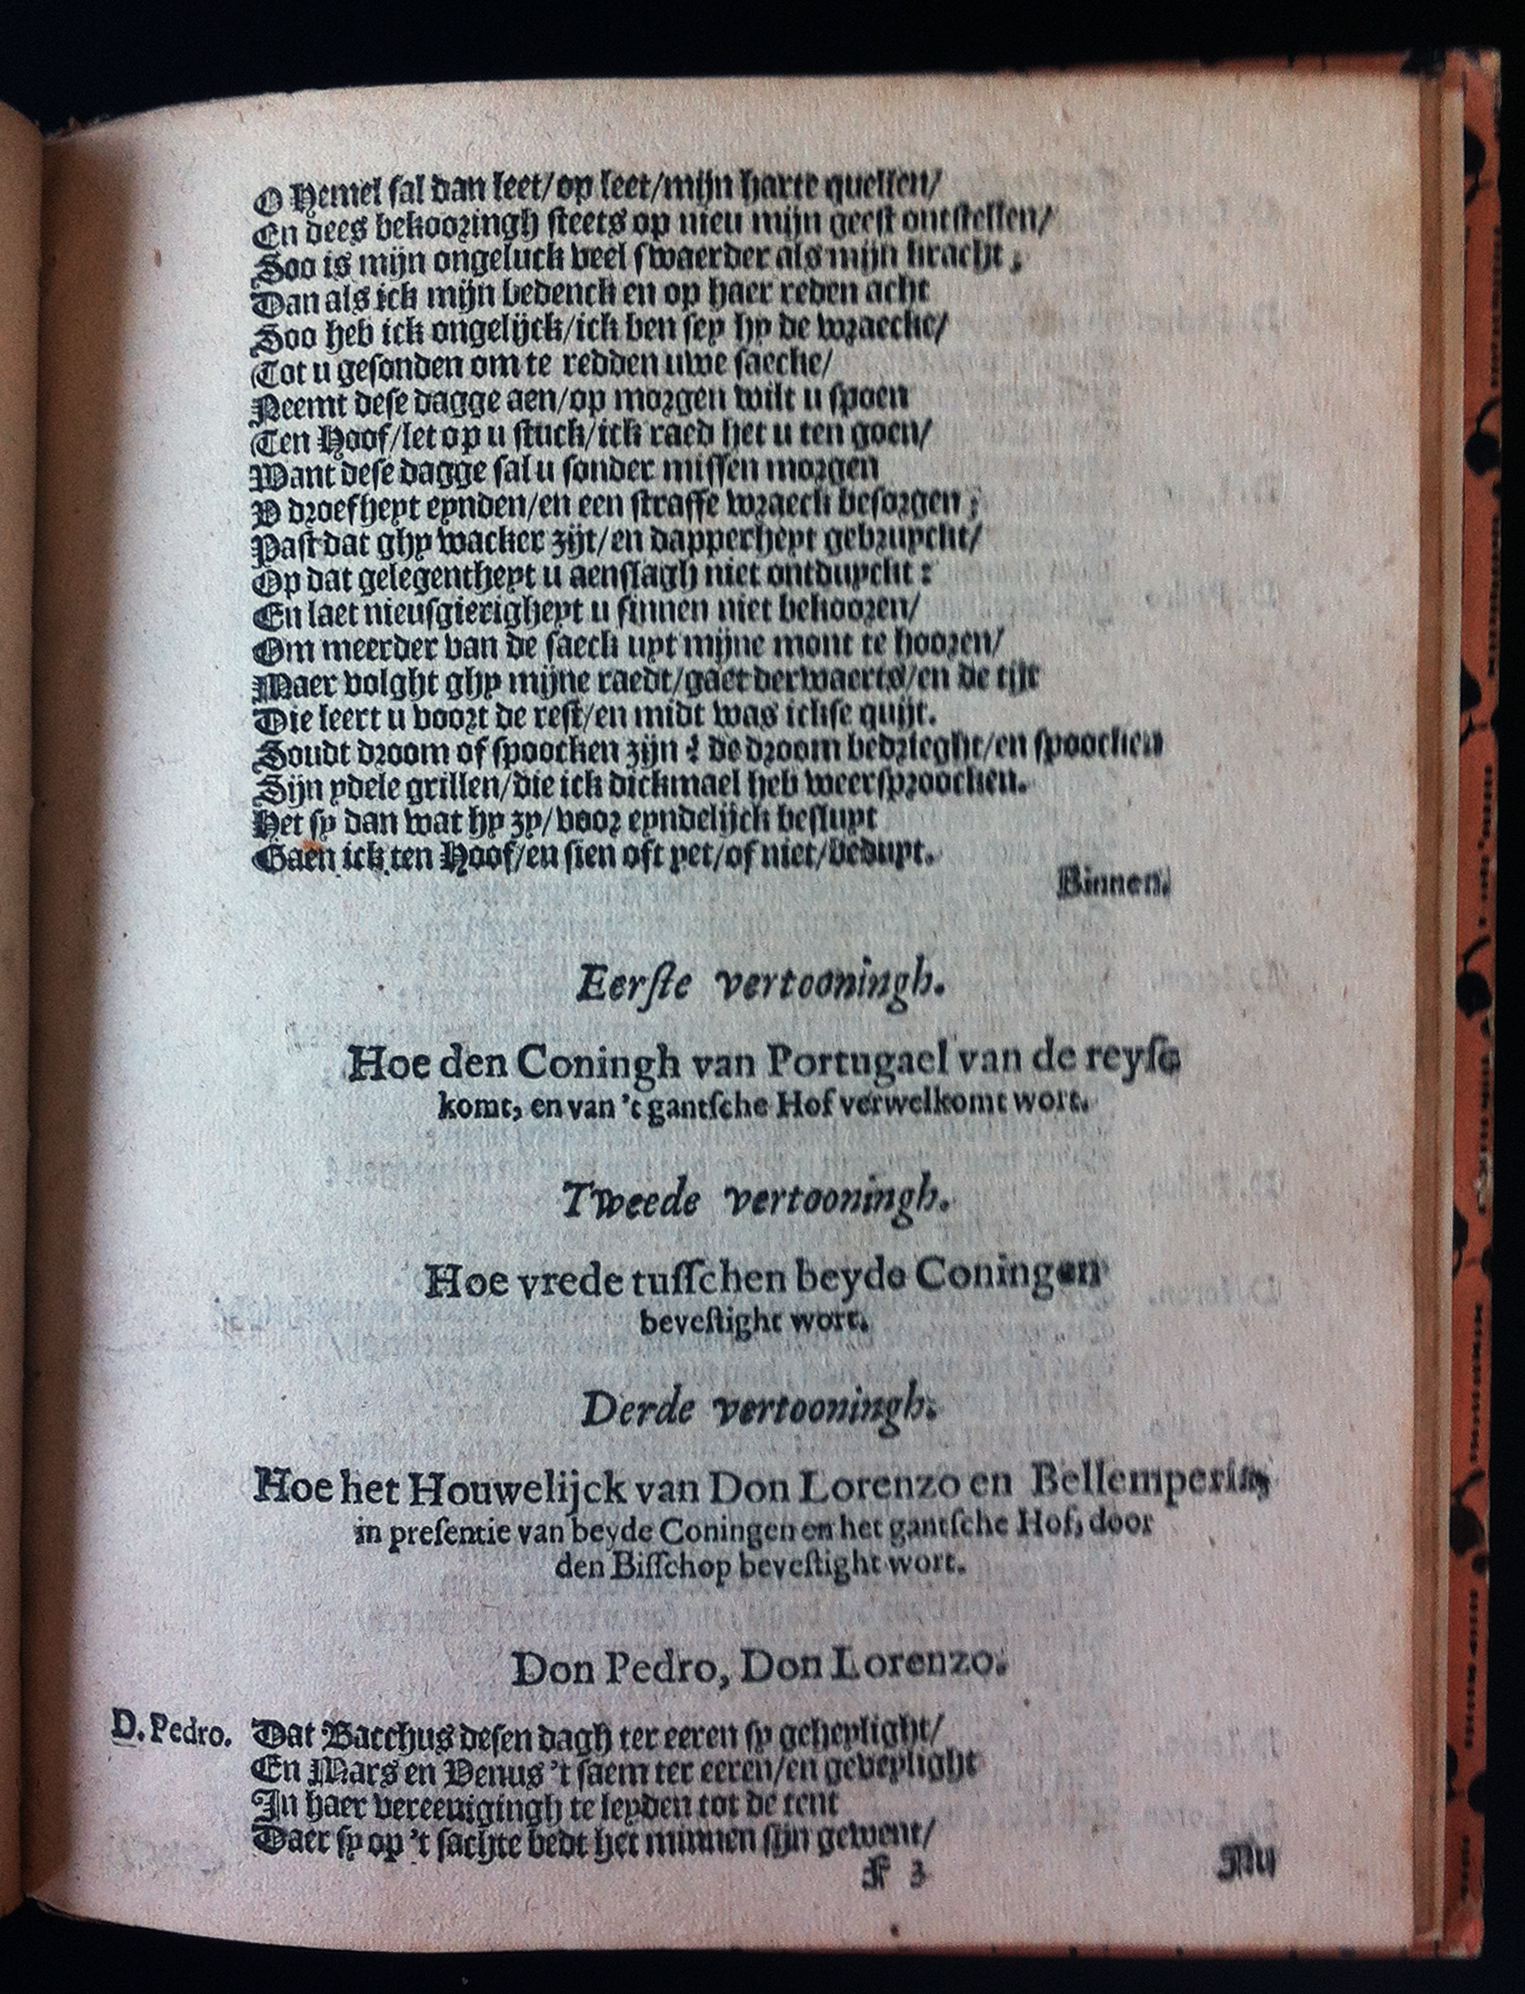 O Hemel sal dan leet/op leet/mijn harte quellen/
En dees bekooringh steets op nieu mijn geest ontstellen/
Soo is mijn ongeluck veel swaerder als mijn kracht,
Dan als ick mijn bedenck en op haer reden acht
Soo heb ick ongelijck/ick ben sey hy de wraecke/
Tot u gesonden om te redden uwe saecke/
Neemt dese dagge aen/op morgen wilt u spoen
Ten Hoof/let op u stuck/ick raed het u ten goen/
Want dese dagge sal u sonder missen morgen
V droefheyt eynden/en een straffe wraeck besorgen;
Past dat ghy wacker zijt/en dapperheyt gebruyckt/
Op dat gelegentheyt u aenslagh niet ontduyckt:
En laet nieusgierigheyt u sinnen niet bekooren/
Om meerder van de saeck uyt mijne mont te hooren/
Maer volght ghy mijne raedt/gaet derwaerts/en de tijt
Die leert u voort de rest/en midt was ickse quijt.
Soudt droom of spoocken zijn? de droom bedrieght/en spoocken
Sijn ydele grillen/die ick dickmael heb weersproocken.
Het sy dan wat hy zy/voor eyndelijck besluyt
Gaen ick ten Hoof/en sien oft yet/of niet/beduyt.
Binnen.
Eerste vertooningh.
Hoe den Coningh van Portugael van de reyse
komt, en van 't gantsche Hof verwelkomt wort.
Tweede vertooningh.
Hoe vrede tusschen beyde Coningen
bevestight wort.
Derde vertooningh.
Hoe het Houwelijck van Don Lorenzo en Bellemperia,
in presentie van beyde Coningen en het gantsche Hof, door
den Bisschop bevestight wort.
Don Pedro, Don Lorenzo.
D. Pedro. Dat Bacchus desen dagh ter eeren sy geheylight/
En Mars en Venus 't saem ter eeren/en geveylight
In haer vereenigingh te leyden tot de tent
Daer sy op 't sachte bedt het minnen sijn gewent/
F 3 Nu